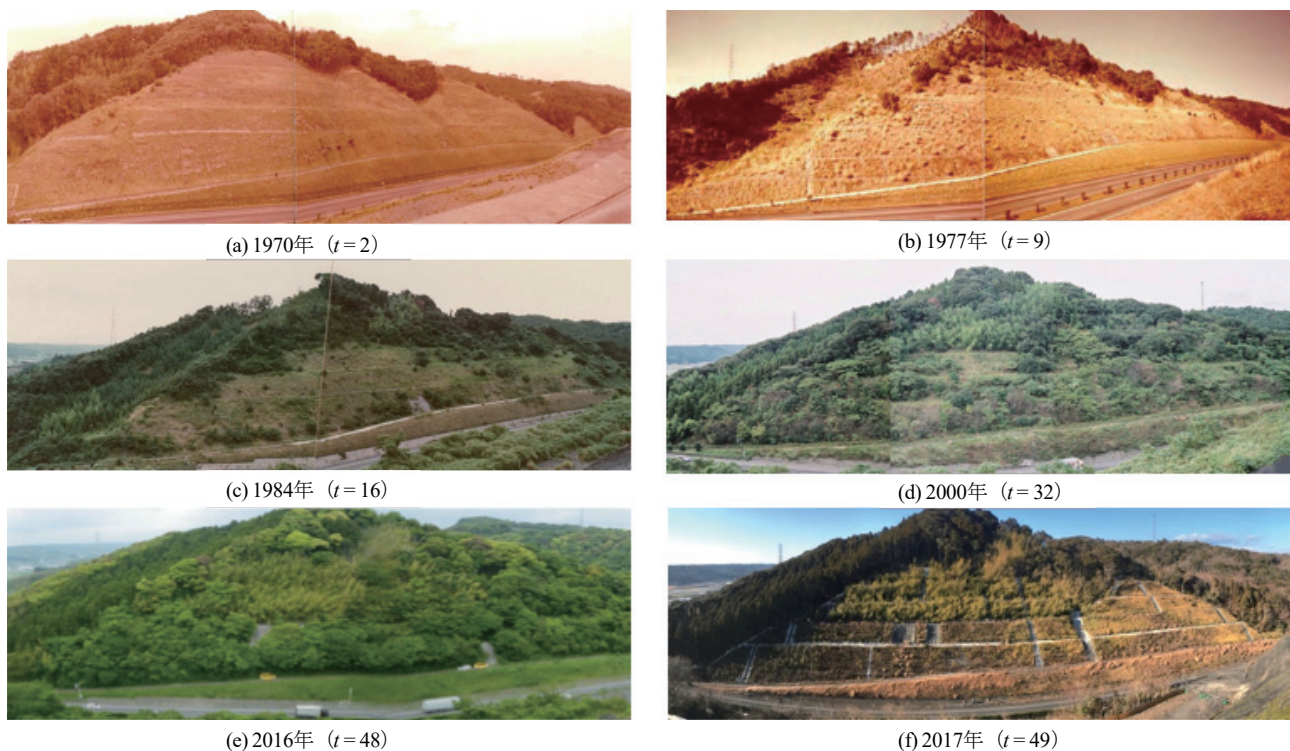 (a) 1970年（t = 2）
(b) 1977年（t = 9）
(c) 1984年（t = 16）
(d) 2000年（t = 32）
(e) 2016年（t = 48）
(f) 2017年（t = 49）